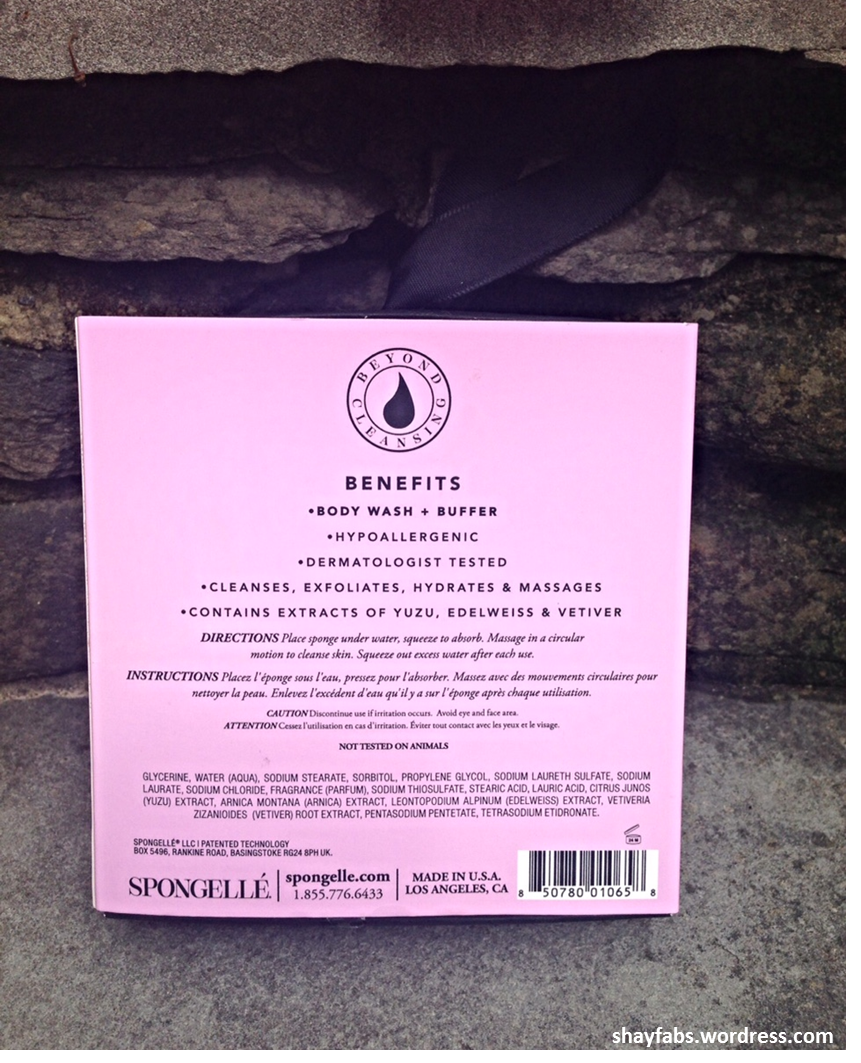 BEYOND CLEANSING
BENEFITS
•BODY WASH + BUFFER
•HYPOALLERGENIC
•DERMATOLOGIST TESTED
•CLEANSES, EXFOLIATES, HYDRATES & MASSAGES
•CONTAINS EXTRACTS OF YUZU, EDELWEISS & VETIVER
DIRECTIONS Place sponge under water, squeeze to absorb. Massage in a circular
motion to cleanse skin. Squeeze out excess water after each use.
INSTRUCTIONS Placez l'éponge sous l'eau, pressez pour l'absorber. Massez avec des mouvements circulaires pour
nettoyer la peau. Enlevez l'excédent d'eau qu'il y a sur l'éponge après chaque utilisation.
CAUTION Discontinue use if irritation occurs. Avoid eye and face area.
ATTENTION Cessez l'utilisation en cas d'irritation. Éviter tout contact avec les yeux et le visage.
NOT TESTED ON ANIMALS
GLYCERINE, WATER (AQUA), SODIUM STEARATE, SORBITOL, PROPYLENE GLYCOL, SODIUM LAURETH SULFATE, SODIUM
LAURATE, SODIUM CHLORIDE, FRAGRANCE (PARFUM), SODIUM THIOSULFATE, STEARIC ACID, LAURIC ACID, CITRUS JUNOS
(YUZU) EXTRACT, ARNICA MONTANA (ARNICA) EXTRACT, LEONTOPODIUM ALPINUM (EDELWEISS) EXTRACT, VETIVERIA
ZIZANIOIDES (VETIVER) ROOT EXTRACT, PENTASODIUM PENTETATE, TETRASODIUM ETIDRONATE.
SPONGELLÉ® LLC | PATENTED TECHNOLOGY
BOX 5496, RANKINE ROAD, BASINGSTOKE RG24 8PH UK.
SPONGELLÉ.
spongelle.com
1.855.776.6433
MADE IN U.S.A.
LOS ANGELES, CA
8 50780 01065 8
shayfabs.wordress.com